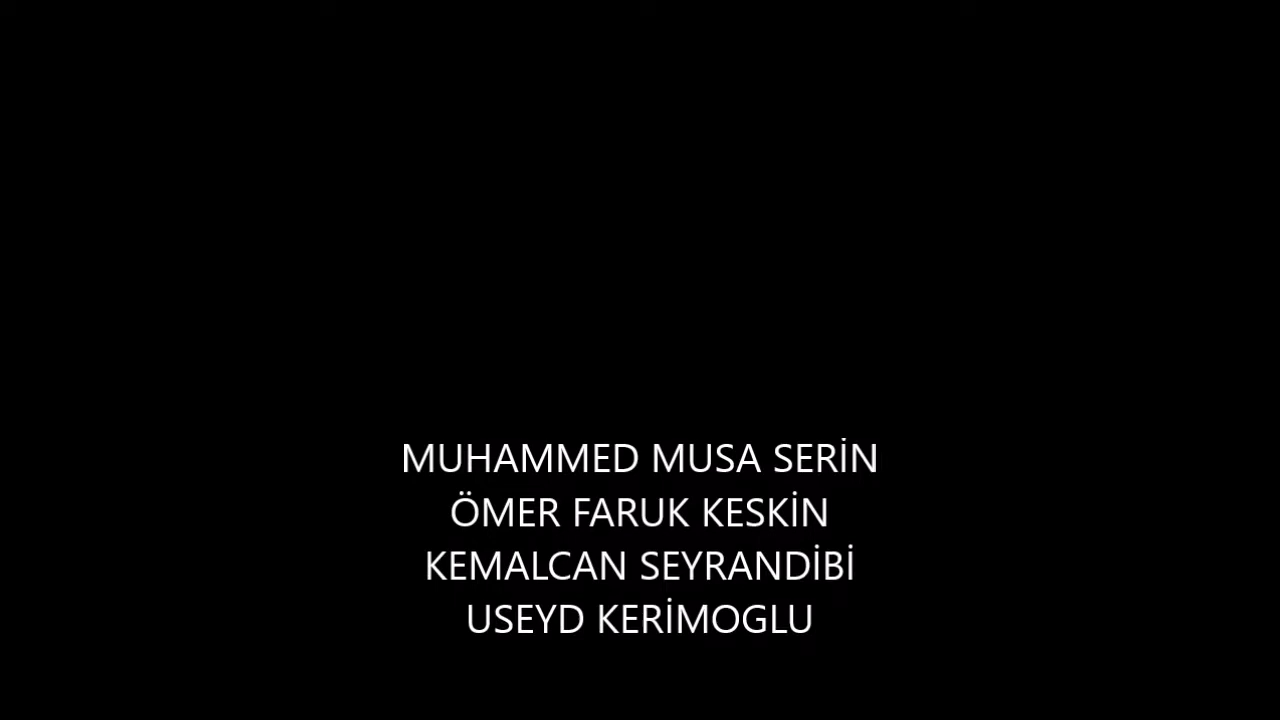 MUHAMMED MUSA SERİN
ÖMER FARUK KESKİN
KEMALCAN SEYRANDİBİ
USEYD KERİMOGLU